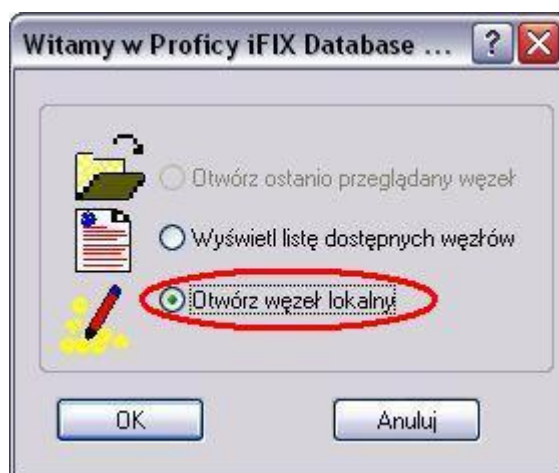 Witamy w Proficy iFIX Database ...
Otwórz ostanio przeglądany węzeł
Wyświetl listę dostępnych węzłów
Otwórz węzeł lokalny
OK
Anuluj